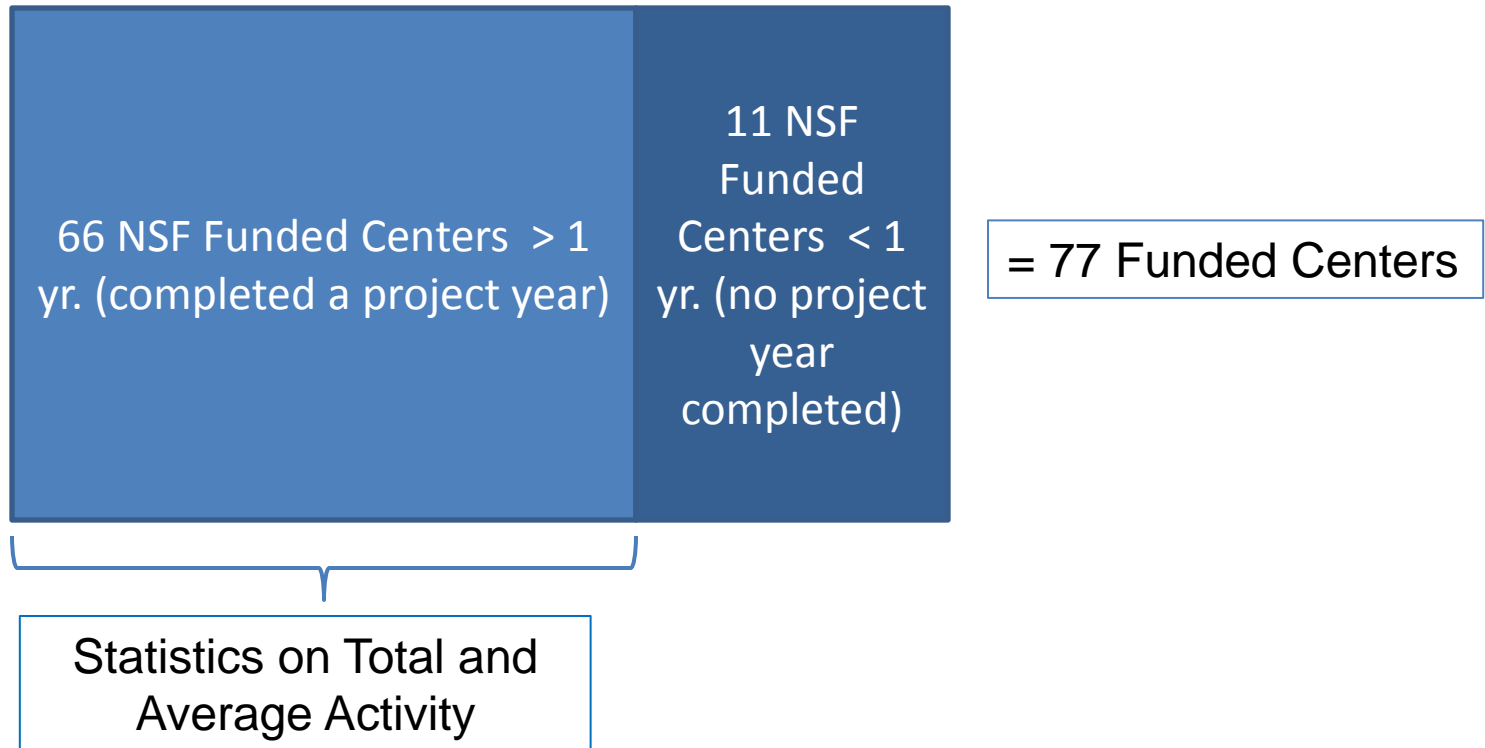 66 NSF Funded Centers  > 1
yr. (completed a project year)
11 NSF
Funded
Centers  < 1
yr. (no project
year
completed)
= 77 Funded Centers
Statistics on Total and
Average Activity